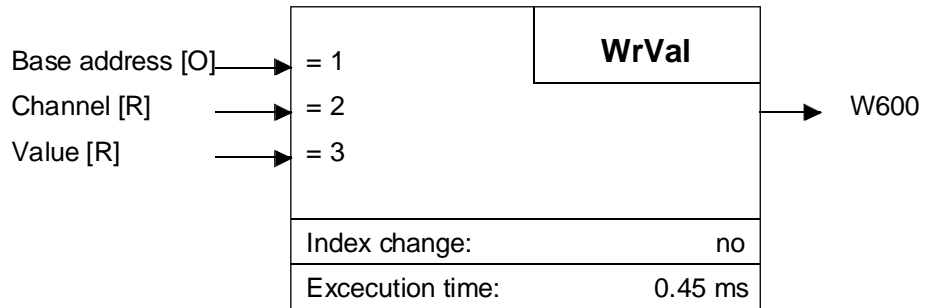 WrVal
Base address [O] = 1
Channel [R] = 2 W600
Value [R] = 3
Index change: no
Excecution time: 0.45 ms